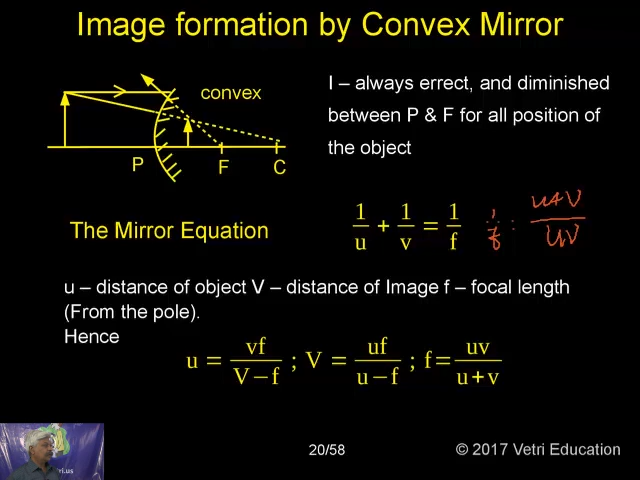 Image formation by Convex Mirror
convex
P
F
C
I – always errect, and diminished
between P & F for all position of
the object
The Mirror Equation
1/u + 1/v = 1/f
1/f = u+v/uv
u – distance of object V – distance of Image f – focal length
(From the pole).
Hence
u = vf/V−f ; V = uf/u−f ; f= uv/u+v
20/58
© 2017 Vetri Education